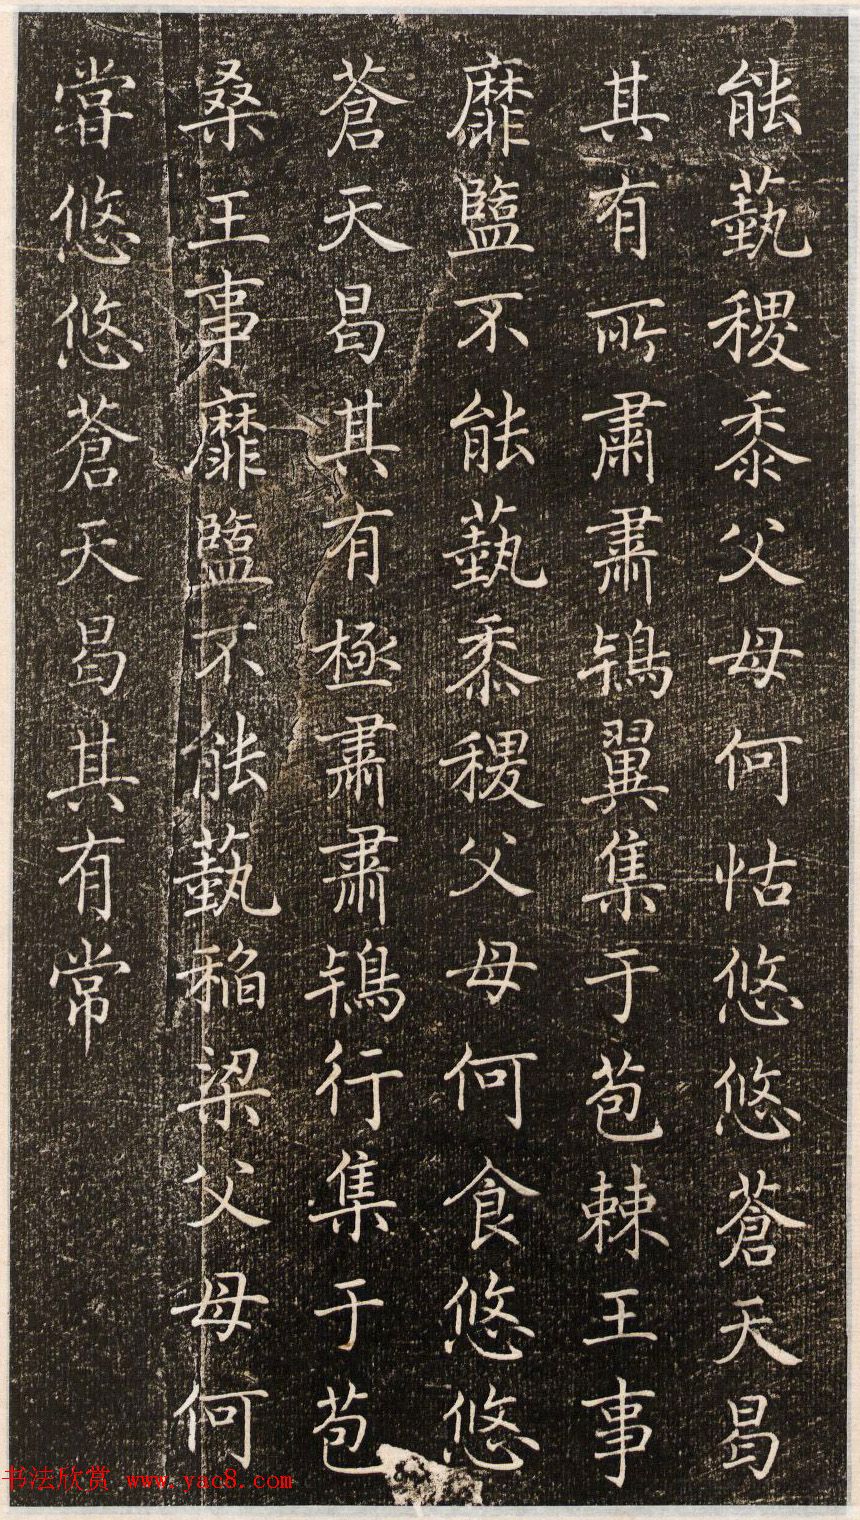 能蓺稷黍父母何怙悠悠蒼天曷
其有所肅肅鴇翼集于苞棘王事
靡盬不能蓺黍稷父母何食悠悠
蒼天曷其有極肅肅鴇行集于苞
桑王事靡盬不能蓺稻梁父母何
嘗悠悠蒼天曷其有常
书法欣赏 www.yac8.com